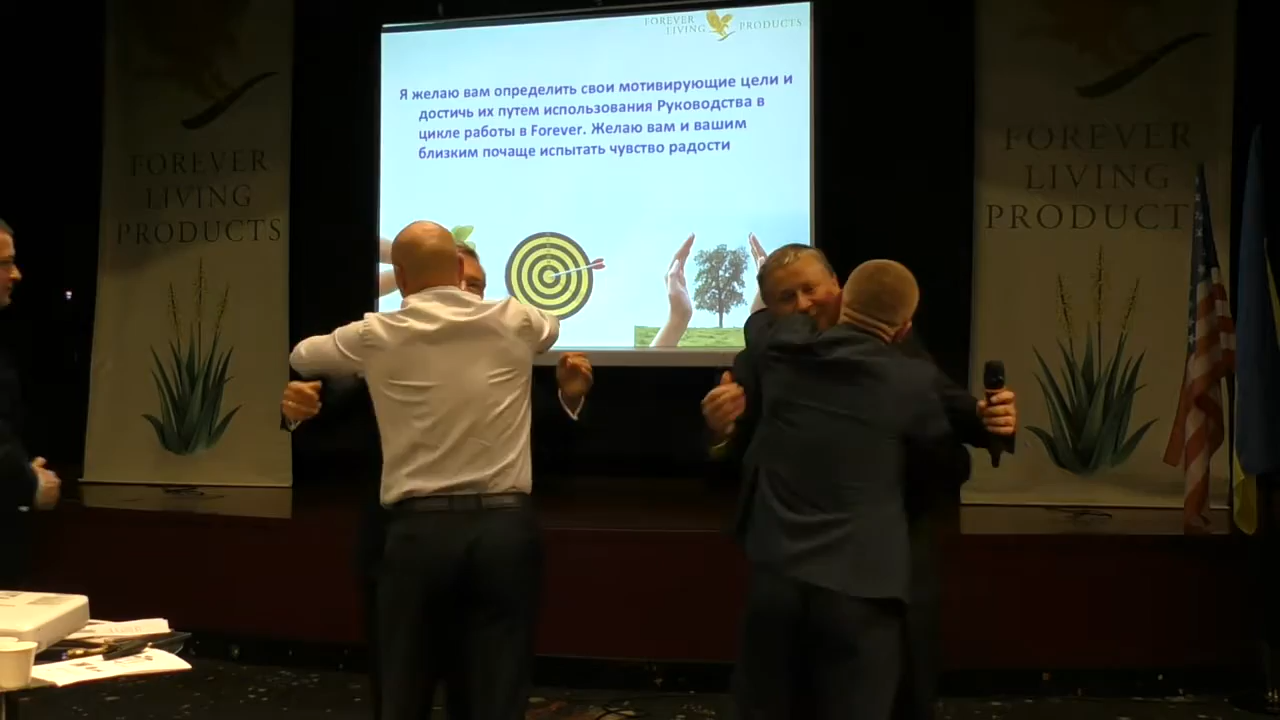 FOREVER
LIVING PRODUCTS
Я желаю вам определить свои мотивирующие цели и
достичь их путем использования Руководства в
цикле работы в Forever. Желаю вам и вашим
близким почаще испытать чувство радости
FOREVER
LIVING
PRODUCTS
FOREVER
LIVING
PRODUCT